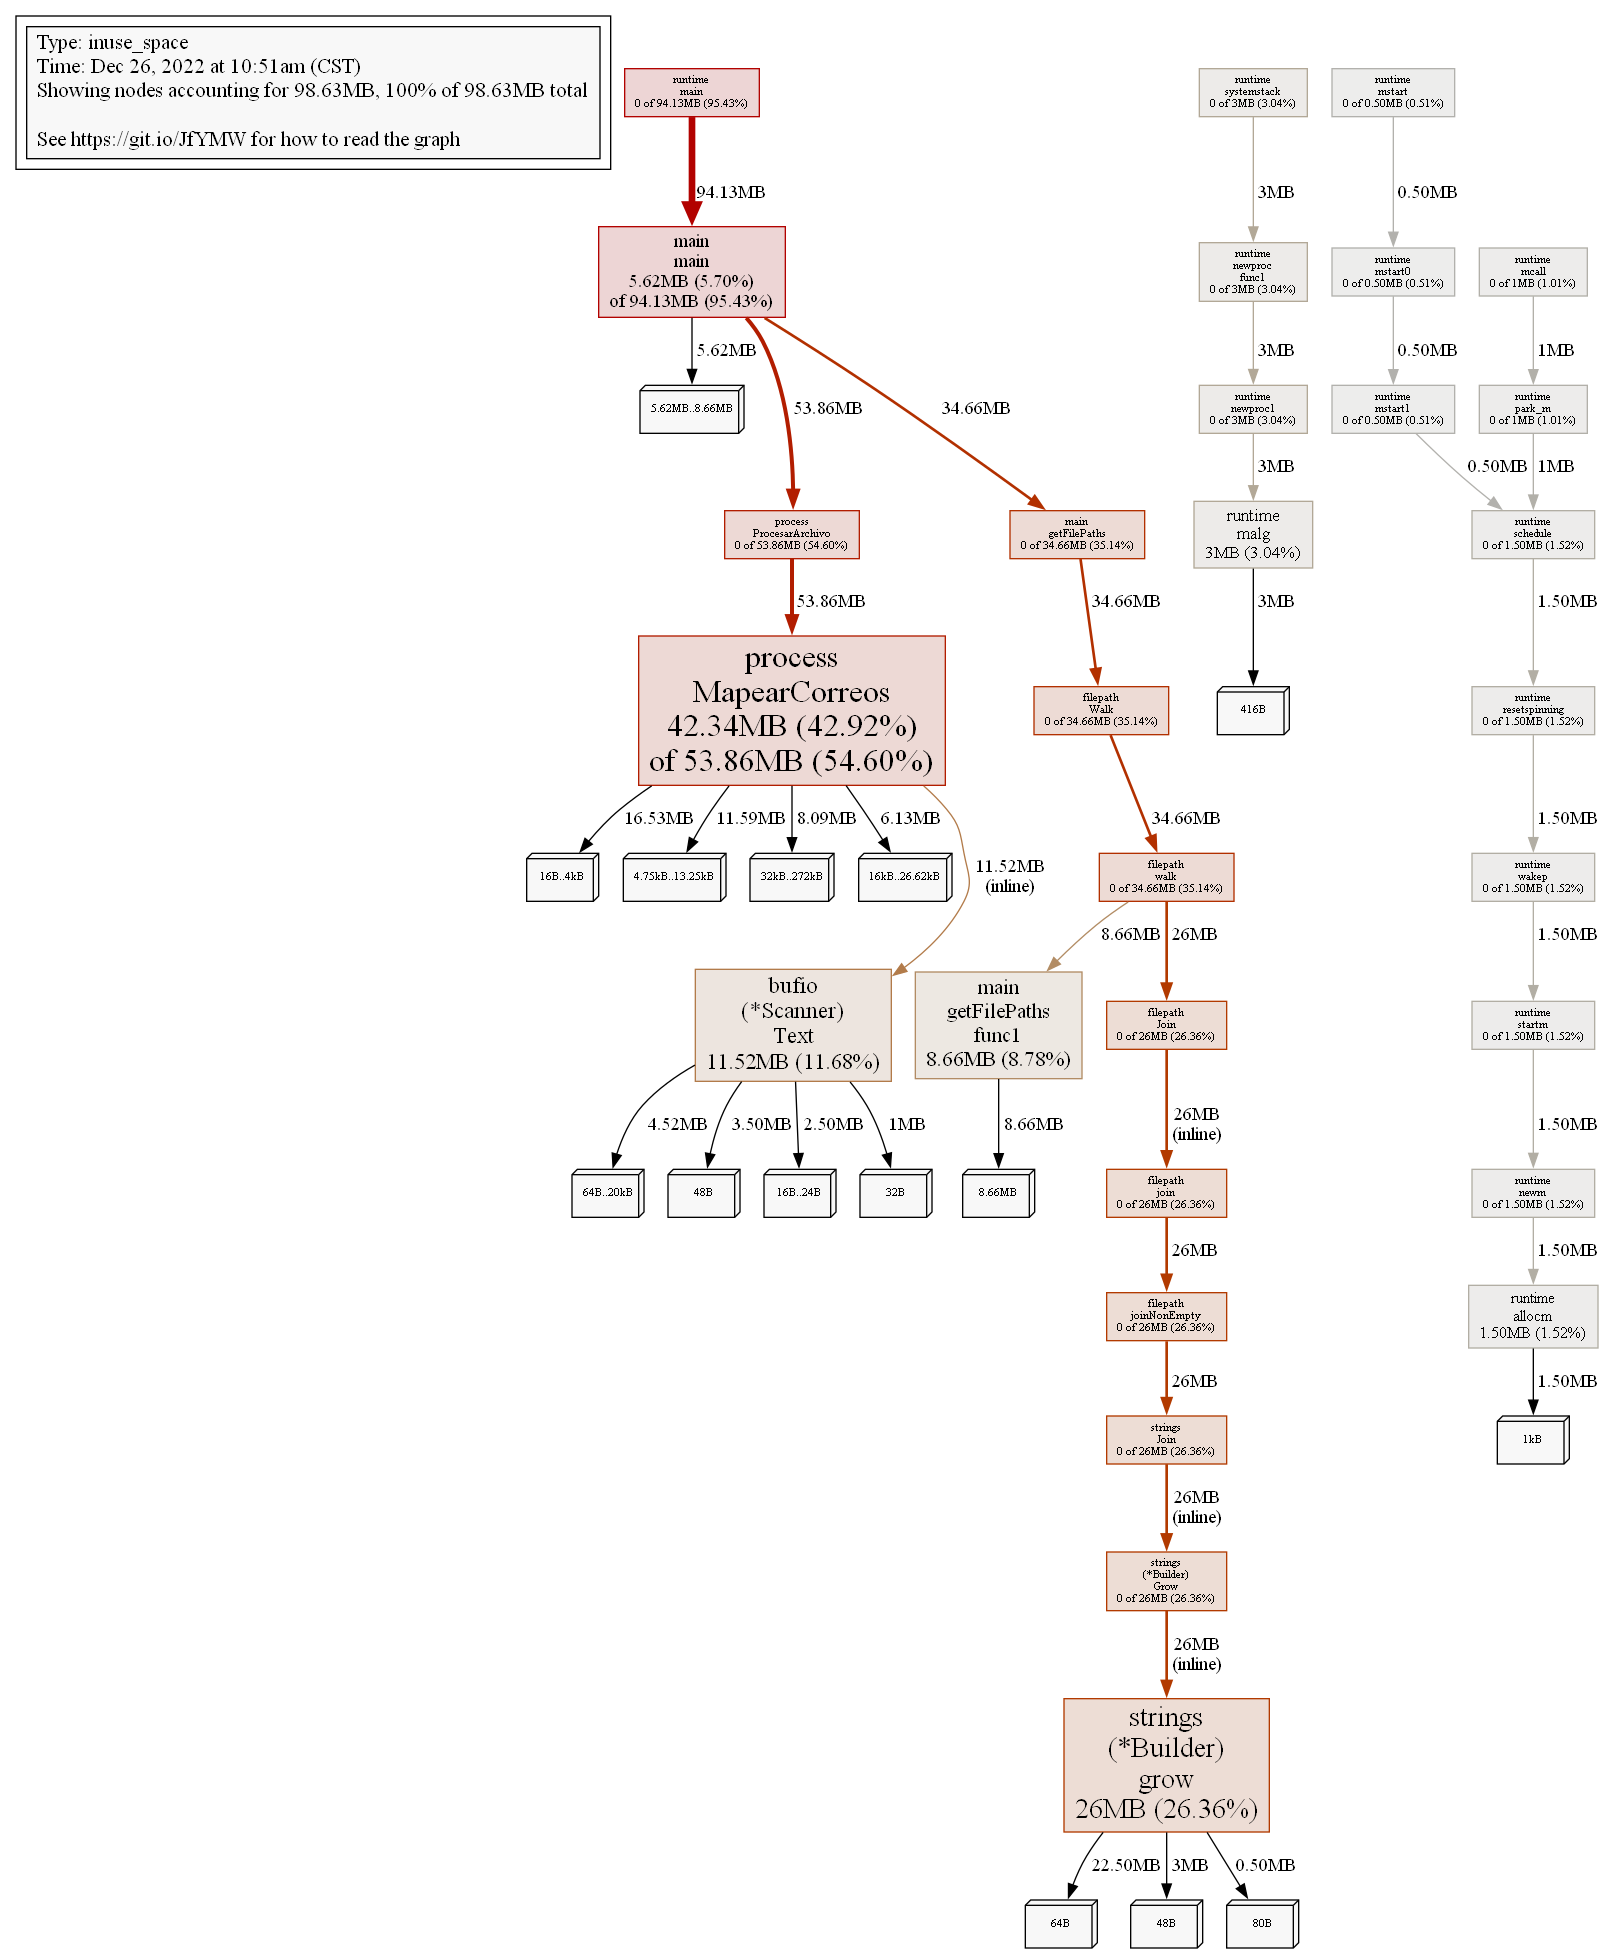 Type: inuse_space
Time: Dec 26, 2022 at 10:51am (CST)
Showing nodes accounting for 98.63MB, 100% of 98.63MB total
See https://git.io/JfYMW for how to read the graph
runtime
main
0 of 94.13MB (95.43%)
runtime
systemstack
0 of 3MB (3.04%)
runtime
mstart
0 of 0.50MB (0.51%)
94.13MB
3MB
0.50MB
main
main
5.62MB (5.70%)
of 94.13MB (95.43%)
runtime
newproc
func1
0 of 3MB (3.04%)
runtime
mstart0
0 of 0.50MB (0.51%)
runtime
mcall
0 of 1MB (1.01%)
5.62MB
53.86MB
34.66MB
3MB
0.50MB
1MB
5.62MB..8.66MB
runtime
newproc1
0 of 3MB (3.04%)
runtime
mstart1
0 of 0.50MB (0.51%)
runtime
park_m
0 of 1MB (1.01%)
3MB
0.50MB
1MB
process
ProcesarArchivo
0 of 53.86MB (54.60%)
main
getFilePaths
0 of 34.66MB (35.14%)
runtime
malg
3MB (3.04%)
runtime
schedule
0 of 1.50MB (1.52%)
53.86MB
34.66MB
3MB
1.50MB
process
MapearCorreos
42.34MB (42.92%)
of 53.86MB (54.60%)
filepath
Walk
0 of 34.66MB (35.14%)
416B
runtime
resetspinning
0 of 1.50MB (1.52%)
16.53MB
11.59MB
8.09MB
6.13MB
11.52MB
(inline)
34.66MB
1.50MB
16B..4kB
4.75kB..13.25kB
32kB..272kB
16kB..26.62kB
filepath
walk
0 of 34.66MB (35.14%)
runtime
wakep
0 of 1.50MB (1.52%)
8.66MB
26MB
1.50MB
bufio
(*Scanner)
Text
11.52MB (11.68%)
main
getFilePaths
func1
8.66MB (8.78%)
filepath
Join
0 of 26MB (26.36%)
runtime
startm
0 of 1.50MB (1.52%)
4.52MB
3.50MB
2.50MB
1MB
8.66MB
26MB
(inline)
1.50MB
64B..20kB
48B
16B..24B
32B
8.66MB
filepath
join
0 of 26MB (26.36%)
runtime
newm
0 of 1.50MB (1.52%)
26MB
1.50MB
filepath
joinNonEmpty
0 of 26MB (26.36%)
runtime
allocm
1.50MB (1.52%)
26MB
1.50MB
strings
Join
0 of 26MB (26.36%)
1kB
26MB
(inline)
strings
(*Builder)
Grow
0 of 26MB (26.36%)
26MB
(inline)
strings
(*Builder)
grow
26MB (26.36%)
22.50MB
3MB
0.50MB
64B
48B
80B